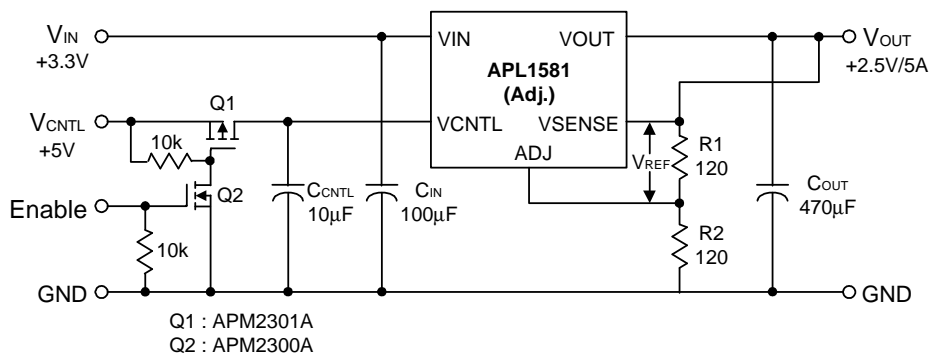 VIN
+3.3V
VIN
VOUT
APL1581
(Adj.)
VOUT
+2.5V/5A
Q1
VCNTL
+5V
VCNTL
VSENSE
ADJ
10k
VREF
R1
120
Q2
Enable
CCNTL
10μF
CIN
100μF
COUT
470μF
10k
R2
120
GND
GND
Q1 : APM2301A
Q2 : APM2300A